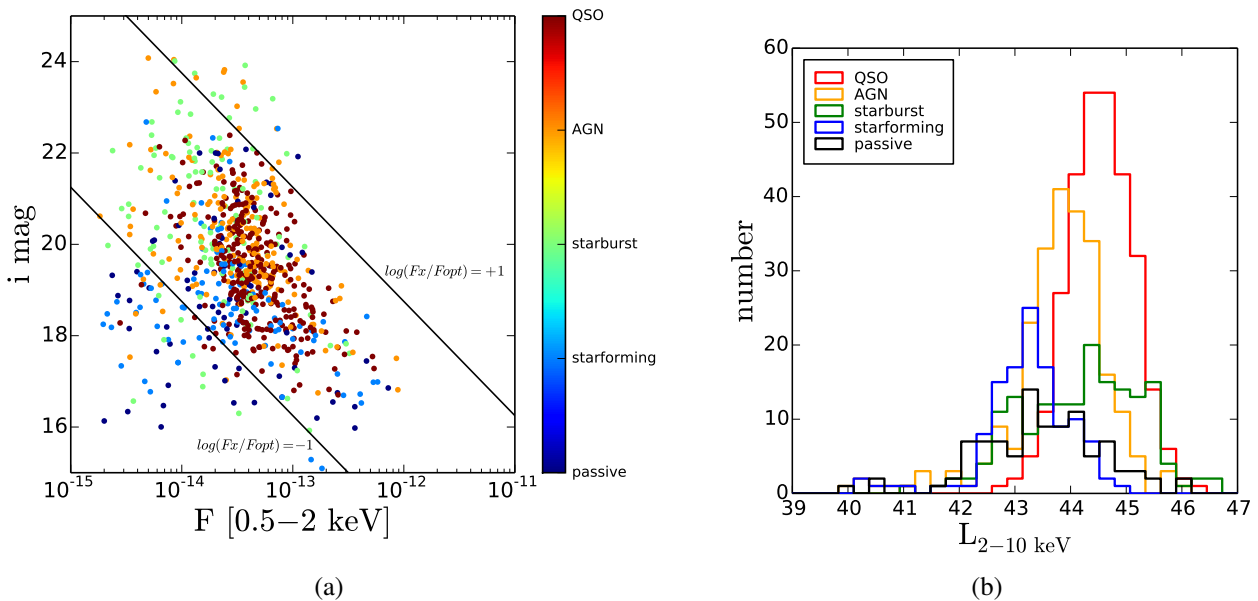 24
22
20
18
16
i mag
10⁻¹⁵
10⁻¹⁴
10⁻¹³
10⁻¹²
10⁻¹¹
F [0.5−2 keV]
log(Fx/Fopt)=+1
log(Fx/Fopt)=−1
QSO
AGN
starburst
starforming
passive
(a)
60
50
40
30
20
10
0
number
QSO
AGN
starburst
starforming
passive
39
40
41
42
43
44
45
46
47
L₂₋₁₀ keV
(b)